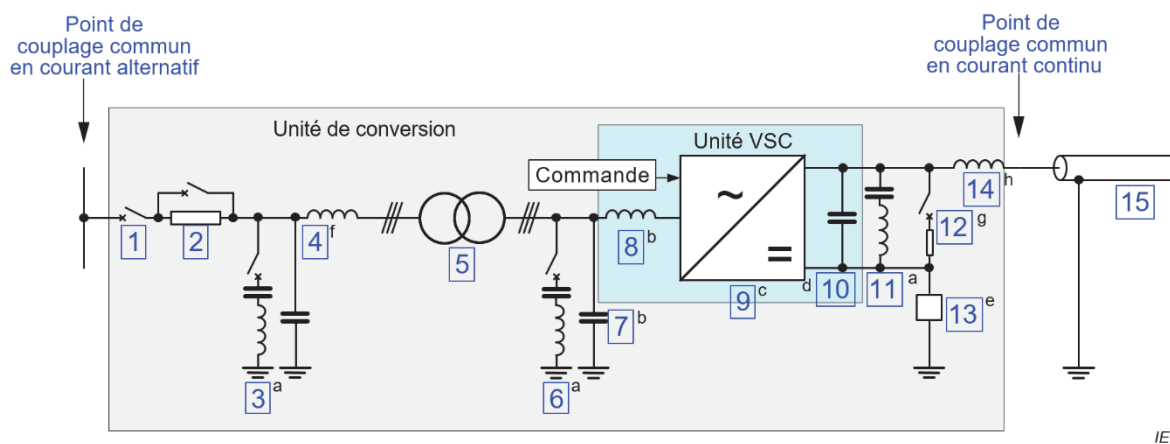 Point de
couplage commun
en courant alternatif
Point de
couplage commun
en courant continu
Unité de conversion
Unité VSC
Commande
~
=
1
2
3 a
4 f
5
6 a
7 b
8 b
9 c
d
10
11 a
12 g
13 e
14 h
15
IE